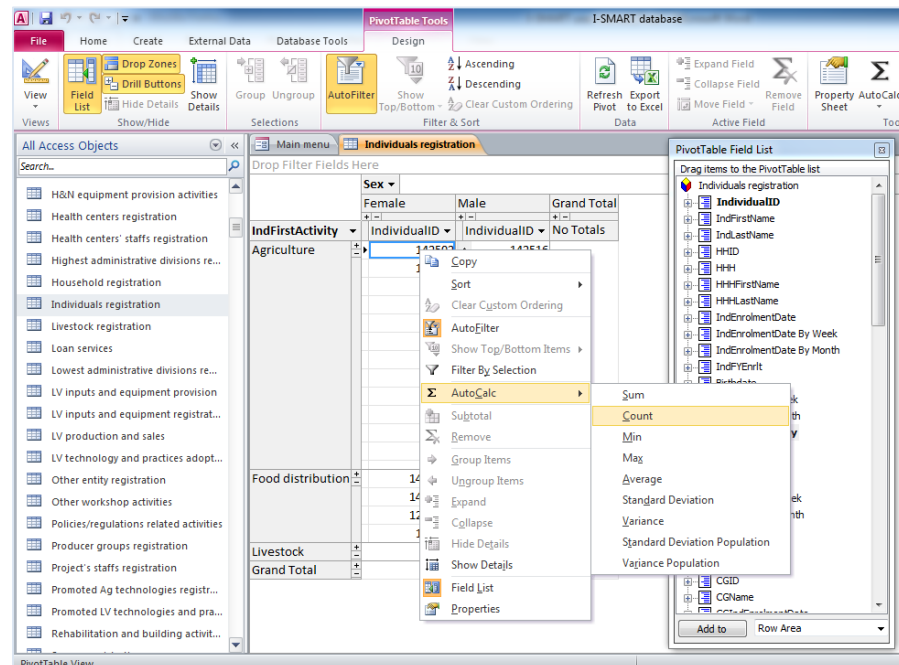 PivotTable Tools
I-SMART database
File Home Create External Data Database Tools Design
View
Field List
Drop Zones
Drill Buttons
Hide Details
Show Details
Group Ungroup
AutoFilter
Show Top/Bottom
Ascending
Descending
Clear Custom Ordering
Refresh Pivot
Export to Excel
Expand Field
Collapse Field
Move Field
Remove Field
Property Sheet
AutoCalc
Views Show/Hide Selections Filter & Sort Data Active Field
All Access Objects
Search...
H&N equipment provision activities
Health centers registration
Health centers' staffs registration
Highest administrative divisions re...
Household registration
Individuals registration
Livestock registration
Loan services
Lowest administrative divisions re...
LV inputs and equipment provision
LV inputs and equipment registrat...
LV production and sales
LV technology and practices adopt...
Other entity registration
Other workshop activities
Policies/regulations related activities
Producer groups registration
Project's staffs registration
Promoted Ag technologies registr...
Promoted LV technologies and pra...
Rehabilitation and building activit...
Main menu Individuals registration
Drop Filter Fields Here
Sex
Female Male Grand Total
IndFirstActivity IndividualID IndividualID No Totals
Agriculture
Food distribution
Livestock
Grand Total
Copy
Sort
Clear Custom Ordering
AutoFilter
Show Top/Bottom Items
Filter By Selection
AutoCalc
Subtotal
Remove
Group Items
Ungroup Items
Expand
Collapse
Hide Details
Show Details
Field List
Properties
Sum
Count
Min
Max
Average
Standard Deviation
Variance
Standard Deviation Population
Variance Population
PivotTable Field List
Drag items to the PivotTable list
Individuals registration
IndividualID
IndFirstName
IndLastName
HHID
HHH
HHHFirstName
HHHLastName
IndEnrolmentDate
IndEnrolmentDate By Week
IndEnrolmentDate By Month
IndFYEnrlt
Birthdate
CGID
CGName
Add to Row Area
PivotTable View